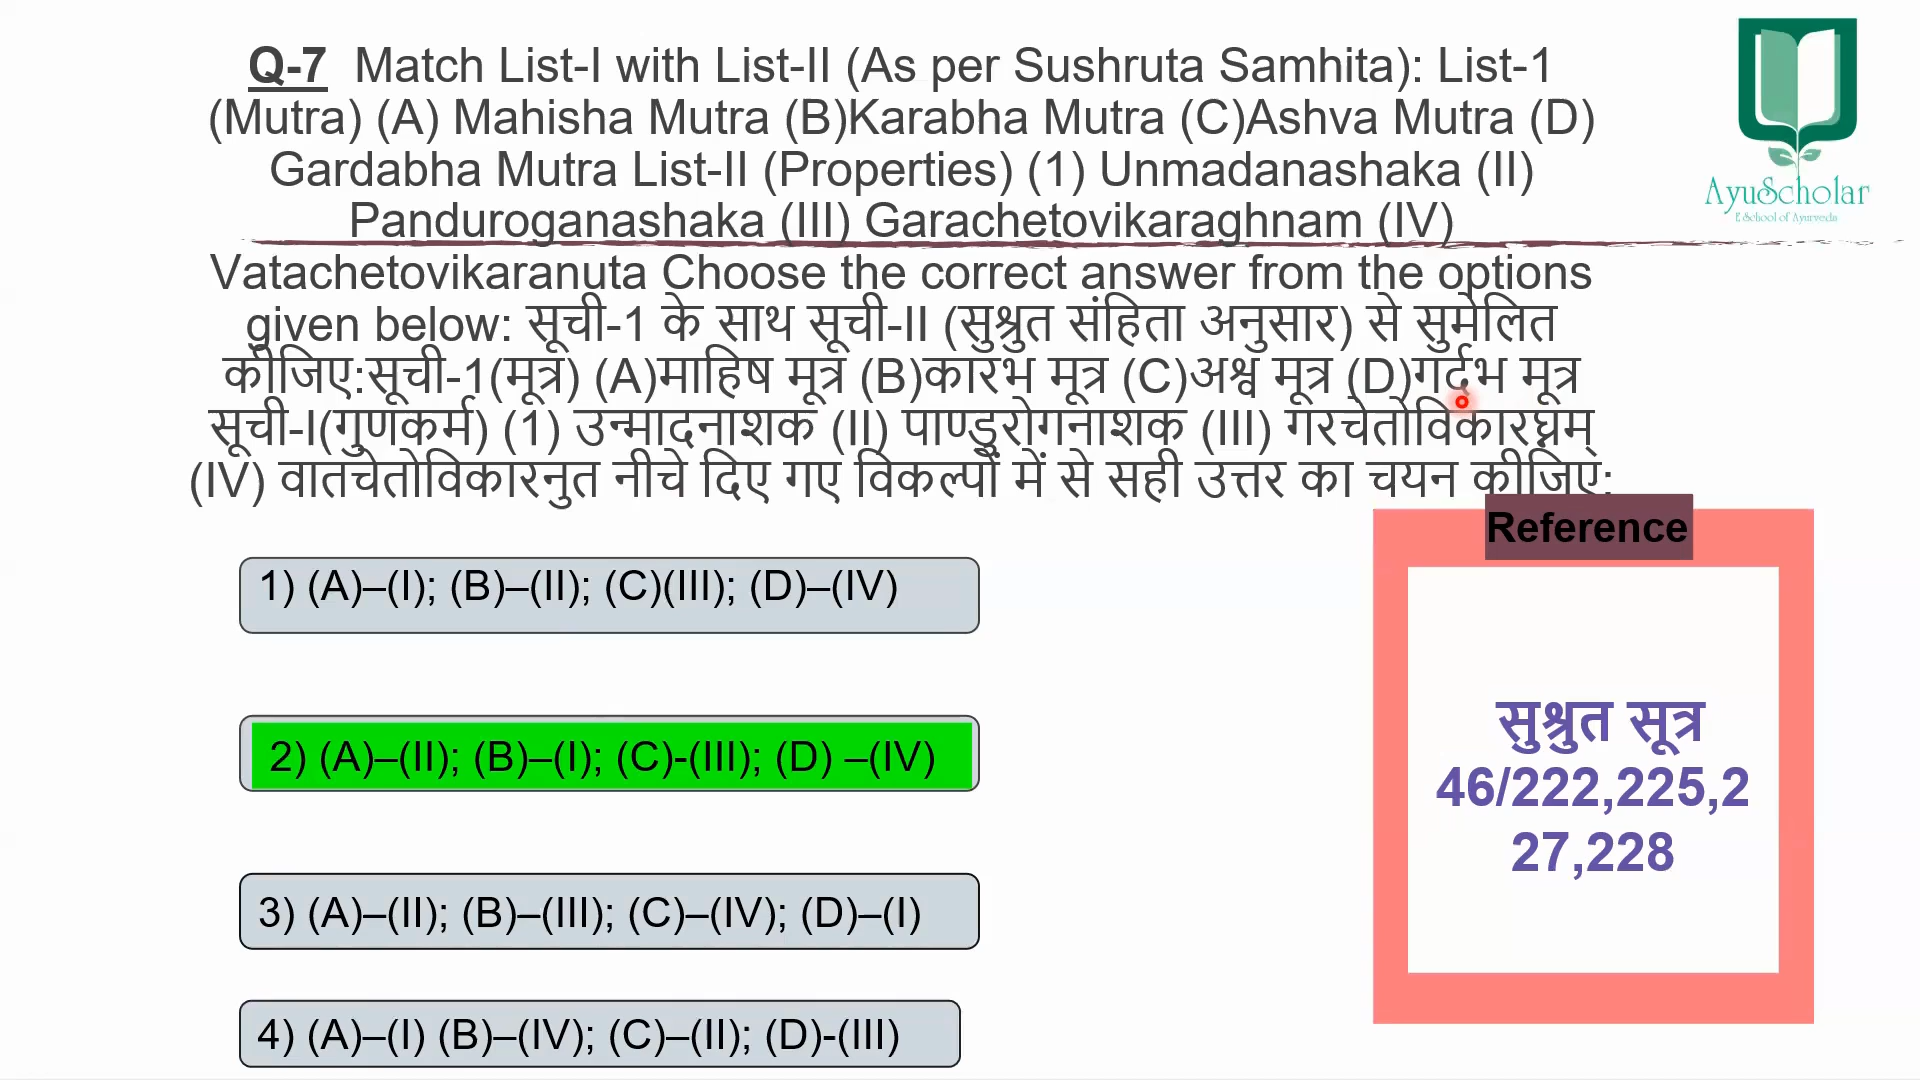 Q-7 Match List-I with List-II (As per Sushruta Samhita): List-1
(Mutra) (A) Mahisha Mutra (B)Karabha Mutra (C)Ashva Mutra (D)
Gardabha Mutra List-II (Properties) (1) Unmadanashaka (II)
Panduroganashaka (III) Garachetovikaraghnam (IV)
Vatachetovikaranuta Choose the correct answer from the options
given below: सूची-1 के साथ सूची-II (सुश्रुत संहिता अनुसार) से सुमेलित
कीजिए:सूची-1(मूत्र) (A)माहिष मूत्र (B)कारभ मूत्र (C)अश्व मूत्र (D)गर्दभ मूत्र
सूची-I(गुणकर्म) (1) उन्मादनाशक (II) पाण्डुरोगनाशक (III) गरचेतोविकारघ्नम्
(IV) वातचेतोविकारनुत नीचे दिए गए विकल्पों में से सही उत्तर का चयन कीजिए:
AyuScholar
E School of Ayurveda
1) (A)–(I); (B)–(II); (C)(III); (D)–(IV)
2) (A)–(II); (B)–(I); (C)-(III); (D) –(IV)
3) (A)–(II); (B)–(III); (C)–(IV); (D)–(I)
4) (A)–(I) (B)–(IV); (C)–(II); (D)-(III)
Reference
सुश्रुत सूत्र
46/222,225,2
27,228